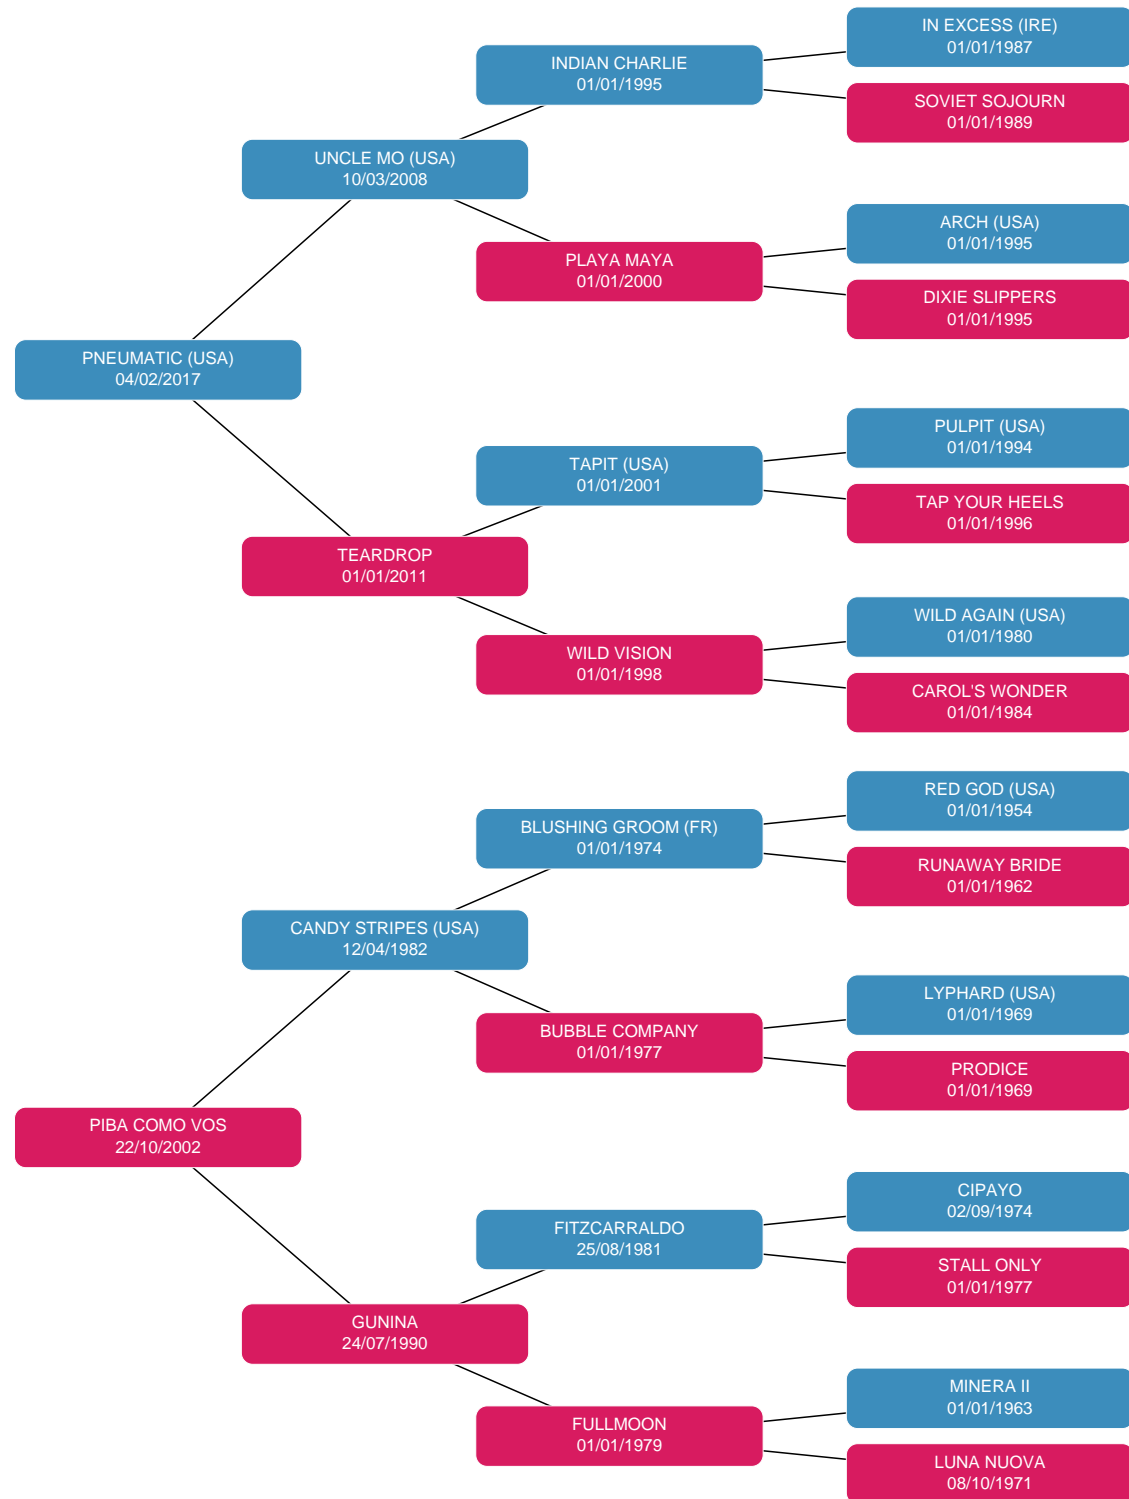 IN EXCESS (IRE)
01/01/1987
INDIAN CHARLIE
01/01/1995
SOVIET SOJOURN
01/01/1989
UNCLE MO (USA)
10/03/2008
ARCH (USA)
01/01/1995
PLAYA MAYA
01/01/2000
DIXIE SLIPPERS
01/01/1995
PNEUMATIC (USA)
04/02/2017
PULPIT (USA)
01/01/1994
TAPIT (USA)
01/01/2001
TAP YOUR HEELS
01/01/1996
TEARDROP
01/01/2011
WILD AGAIN (USA)
01/01/1980
WILD VISION
01/01/1998
CAROL'S WONDER
01/01/1984
RED GOD (USA)
01/01/1954
BLUSHING GROOM (FR)
01/01/1974
RUNAWAY BRIDE
01/01/1962
CANDY STRIPES (USA)
12/04/1982
LYPHARD (USA)
01/01/1969
BUBBLE COMPANY
01/01/1977
PRODICE
01/01/1969
PIBA COMO VOS
22/10/2002
CIPAYO
02/09/1974
FITZCARRALDO
25/08/1981
STALL ONLY
01/01/1977
GUNINA
24/07/1990
MINERA II
01/01/1963
FULLMOON
01/01/1979
LUNA NUOVA
08/10/1971